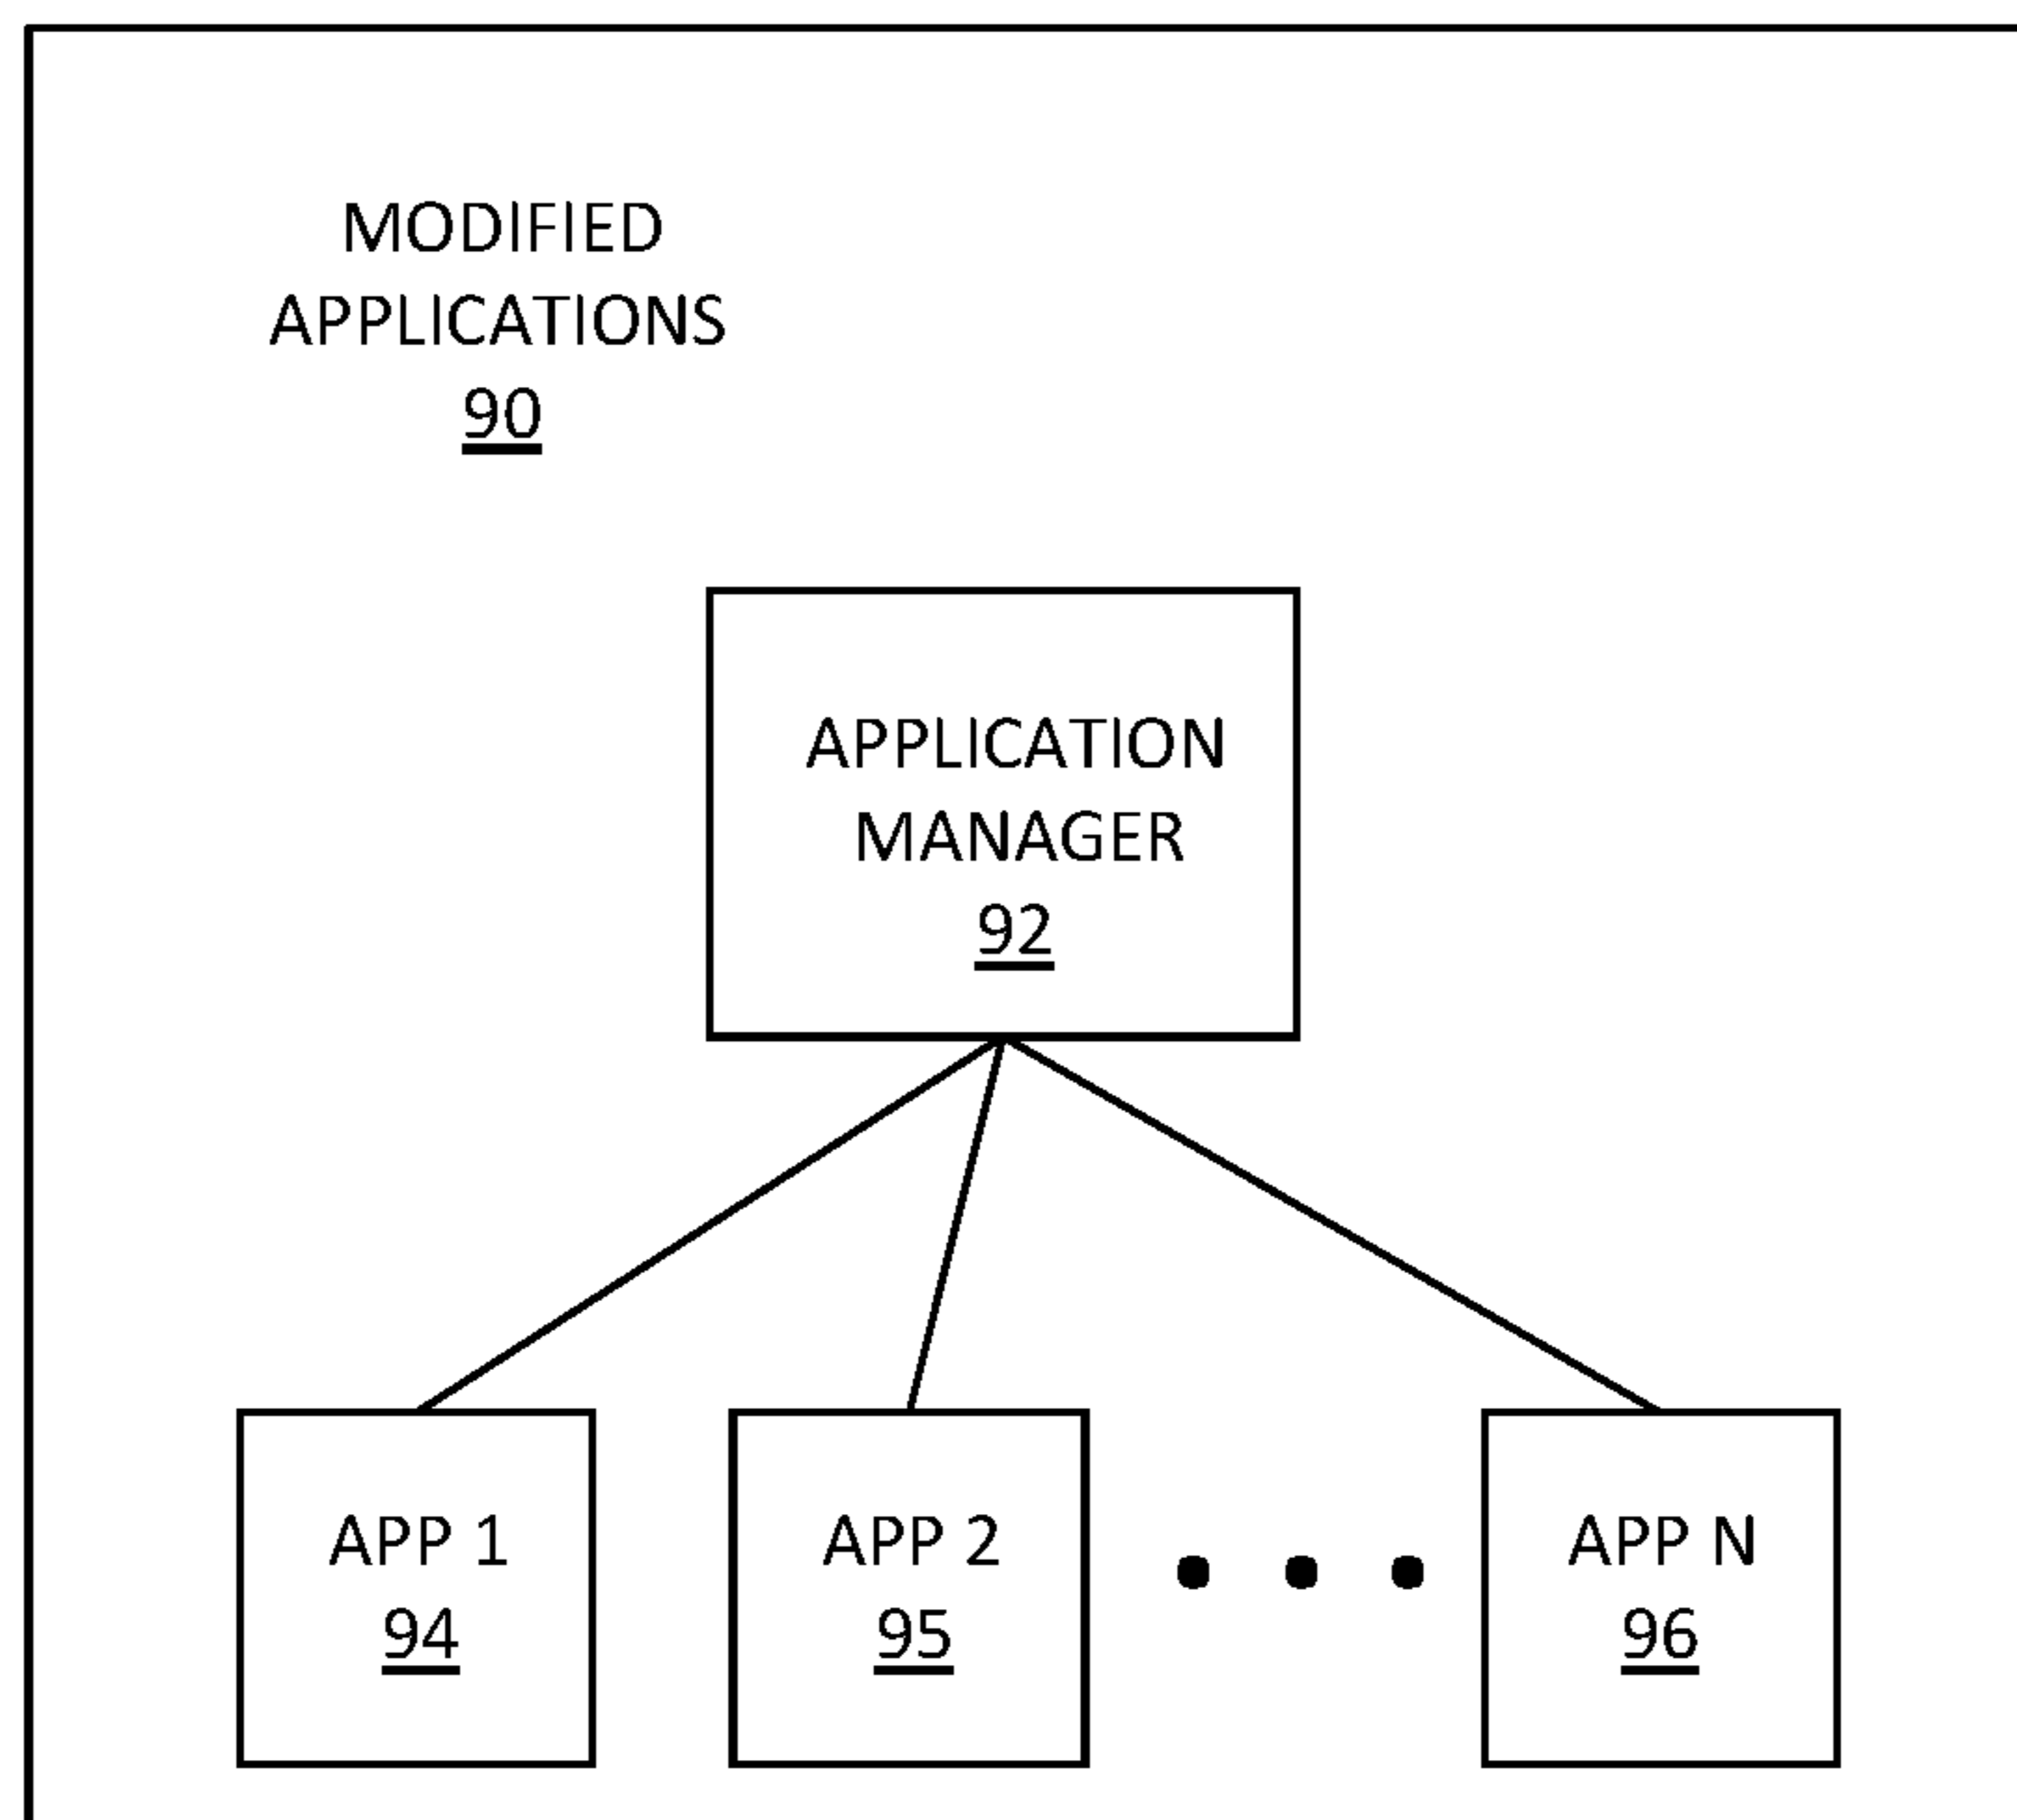 MODIFIED
APPLICATIONS
90
APPLICATION
MANAGER
92
APP 1
94
APP 2
95
APP N
96